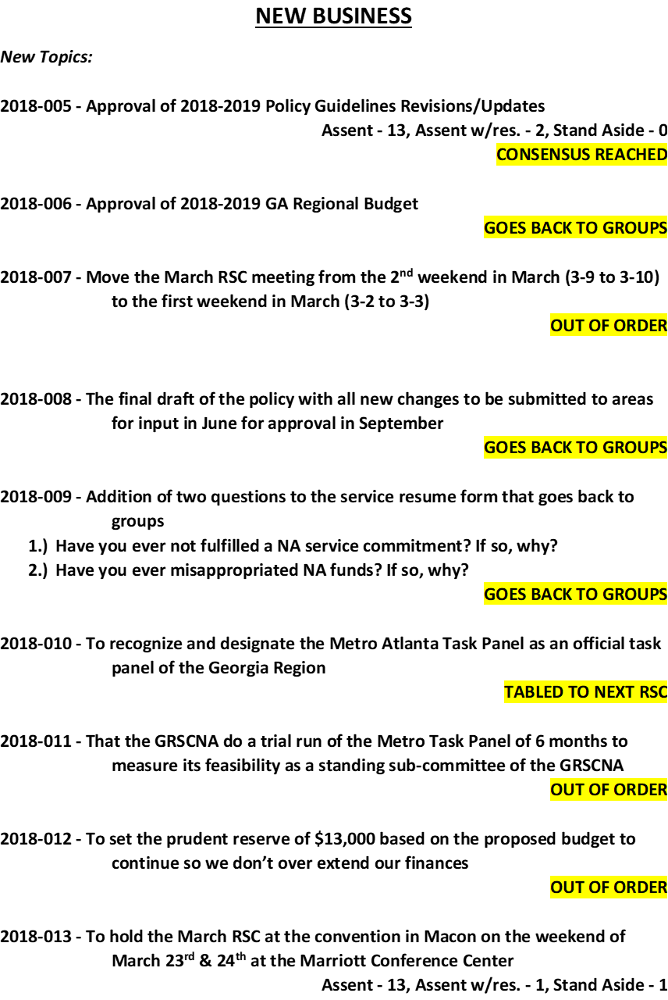 NEW BUSINESS
New Topics:
2018-005 - Approval of 2018-2019 Policy Guidelines Revisions/Updates
Assent - 13, Assent w/res. - 2, Stand Aside - 0
CONSENSUS REACHED
2018-006 - Approval of 2018-2019 GA Regional Budget
GOES BACK TO GROUPS
2018-007 - Move the March RSC meeting from the 2nd weekend in March (3-9 to 3-10)
to the first weekend in March (3-2 to 3-3)
OUT OF ORDER
2018-008 - The final draft of the policy with all new changes to be submitted to areas
for input in June for approval in September
GOES BACK TO GROUPS
2018-009 - Addition of two questions to the service resume form that goes back to
groups
1.) Have you ever not fulfilled a NA service commitment? If so, why?
2.) Have you ever misappropriated NA funds? If so, why?
GOES BACK TO GROUPS
2018-010 - To recognize and designate the Metro Atlanta Task Panel as an official task
panel of the Georgia Region
TABLED TO NEXT RSC
2018-011 - That the GRSCNA do a trial run of the Metro Task Panel of 6 months to
measure its feasibility as a standing sub-committee of the GRSCNA
OUT OF ORDER
2018-012 - To set the prudent reserve of $13,000 based on the proposed budget to
continue so we don’t over extend our finances
OUT OF ORDER
2018-013 - To hold the March RSC at the convention in Macon on the weekend of
March 23rd & 24th at the Marriott Conference Center
Assent - 13, Assent w/res. - 1, Stand Aside - 1